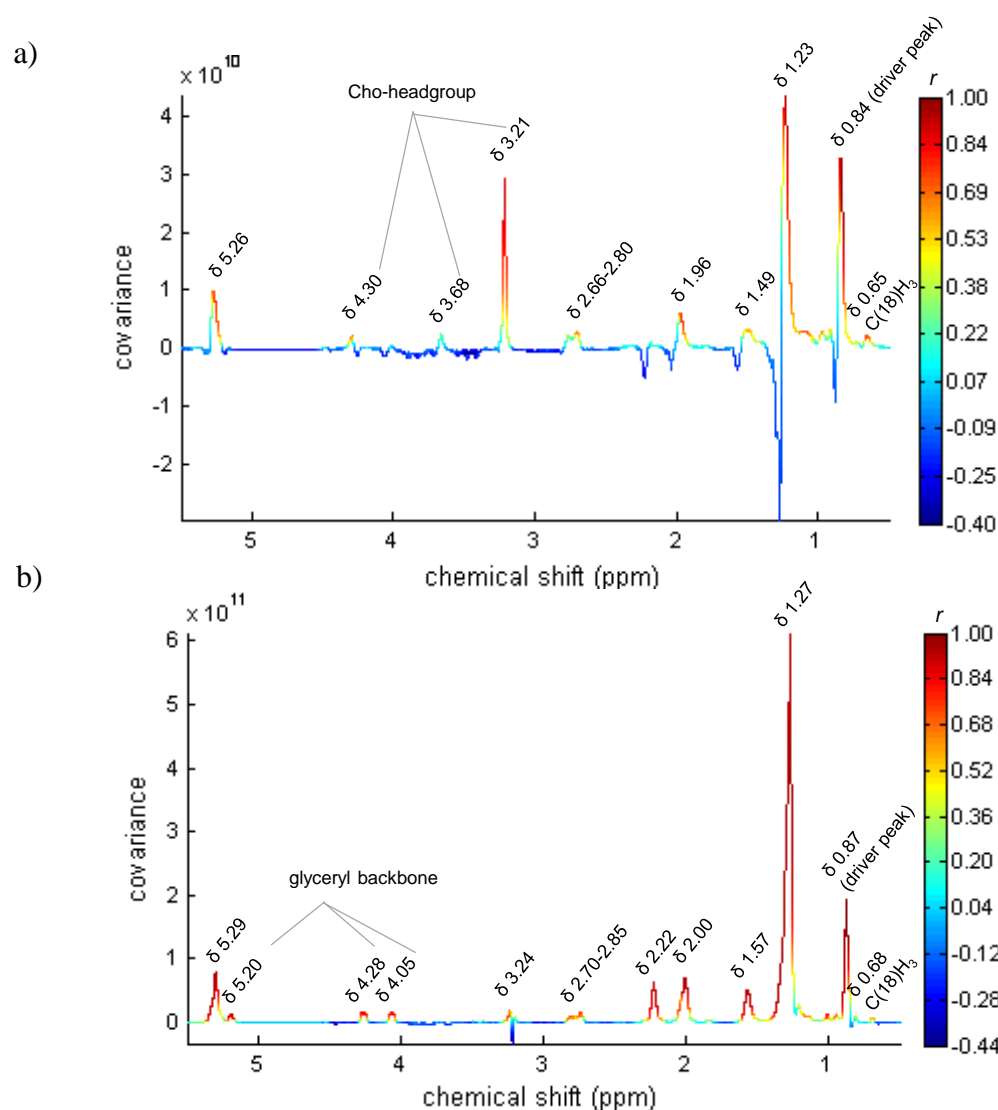 a)
× 10^10
Cho-headgroup
δ 5.26
δ 4.30
δ 3.68
δ 3.21
δ 2.66-2.80
δ 1.96
δ 1.49
δ 1.23
δ 0.84 (driver peak)
δ 0.65
C(18)H₃
4
3
2
1
0
-1
-2
covariance
5
4
3
2
1
chemical shift (ppm)
r
1.00
0.84
0.69
0.53
0.38
0.22
0.07
-0.09
-0.25
-0.40
b)
× 10^11
glyceryl backbone
δ 5.29
δ 5.20
δ 4.28
δ 4.05
δ 3.24
δ 2.70-2.85
δ 2.22
δ 2.00
δ 1.57
δ 1.27
δ 0.87
(driver peak)
δ 0.68
C(18)H₃
6
5
4
3
2
1
0
covariance
5
4
3
2
1
chemical shift (ppm)
r
1.00
0.84
0.68
0.52
0.36
0.20
0.04
-0.12
-0.28
-0.44